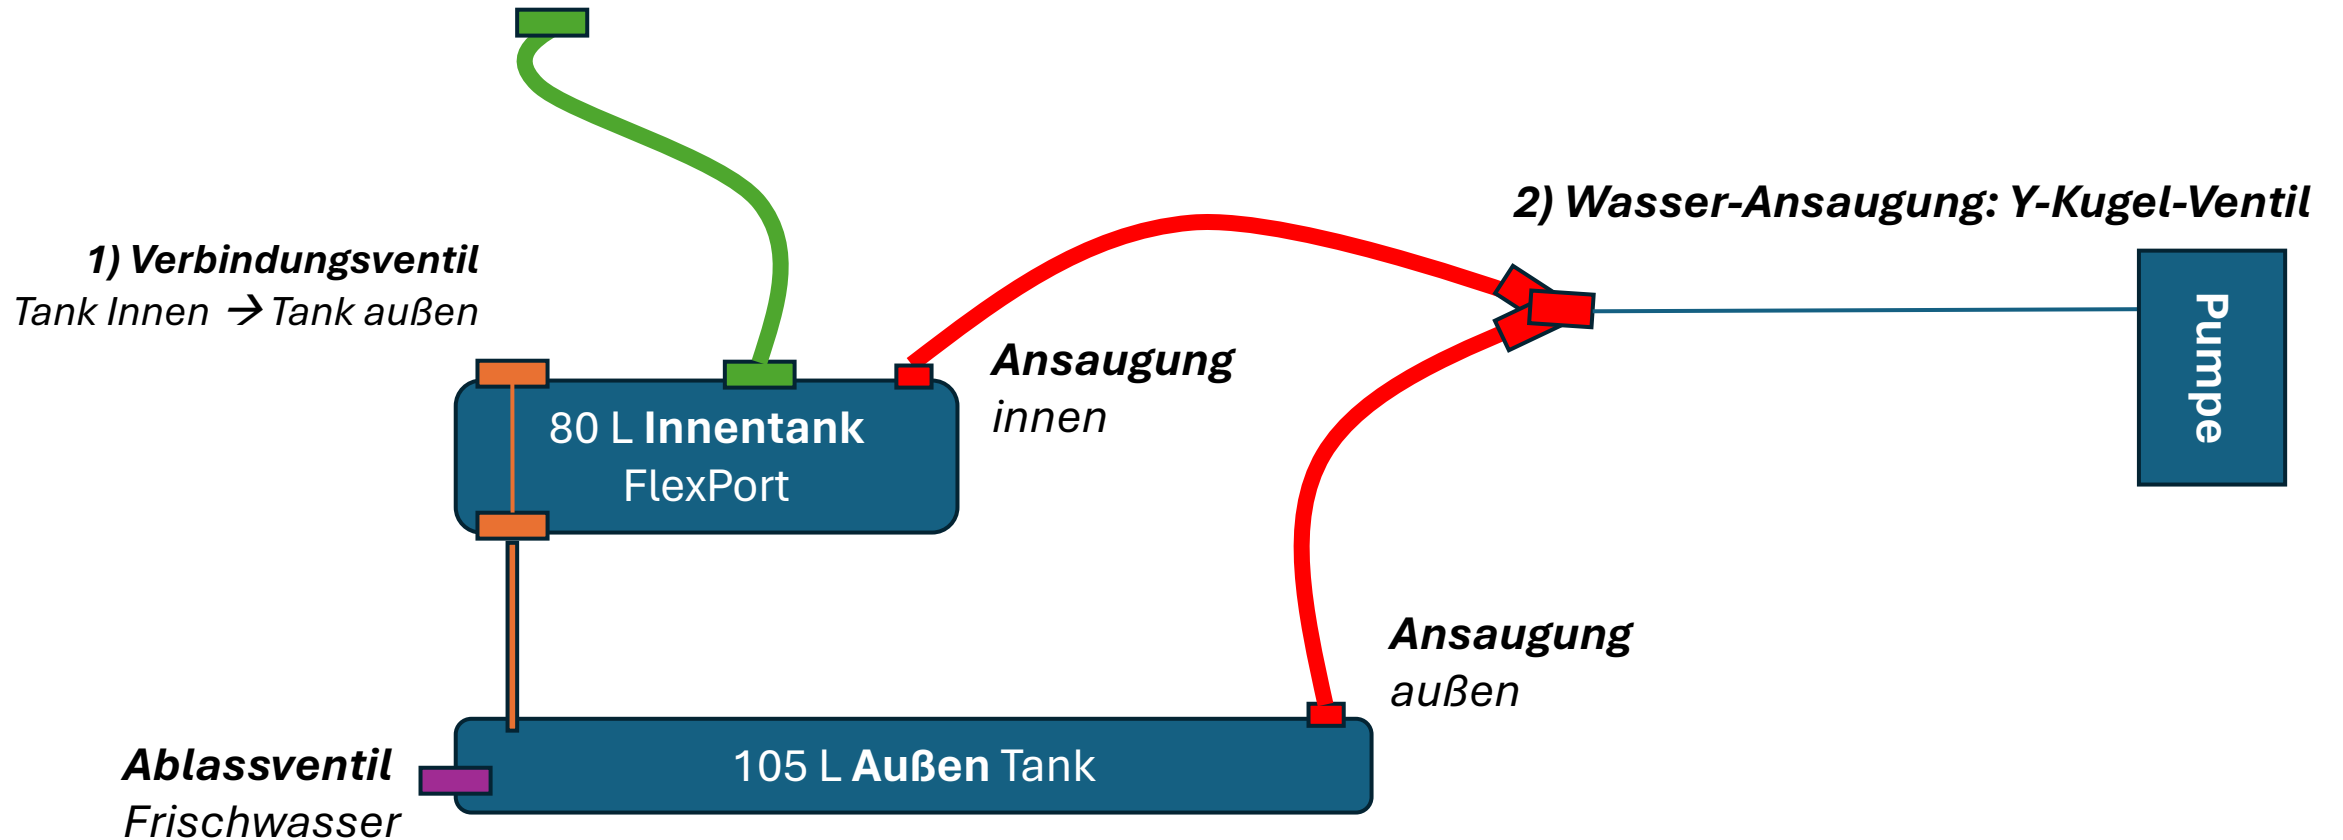 2) Wasser-Ansaugung: Y-Kugel-Ventil
1) Verbindungsventil
Tank Innen → Tank außen
Pumpe
Ansaugung
innen
80 L Innentank
FlexPort
Ansaugung
außen
Ablassventil
Frischwasser
105 L Außen Tank